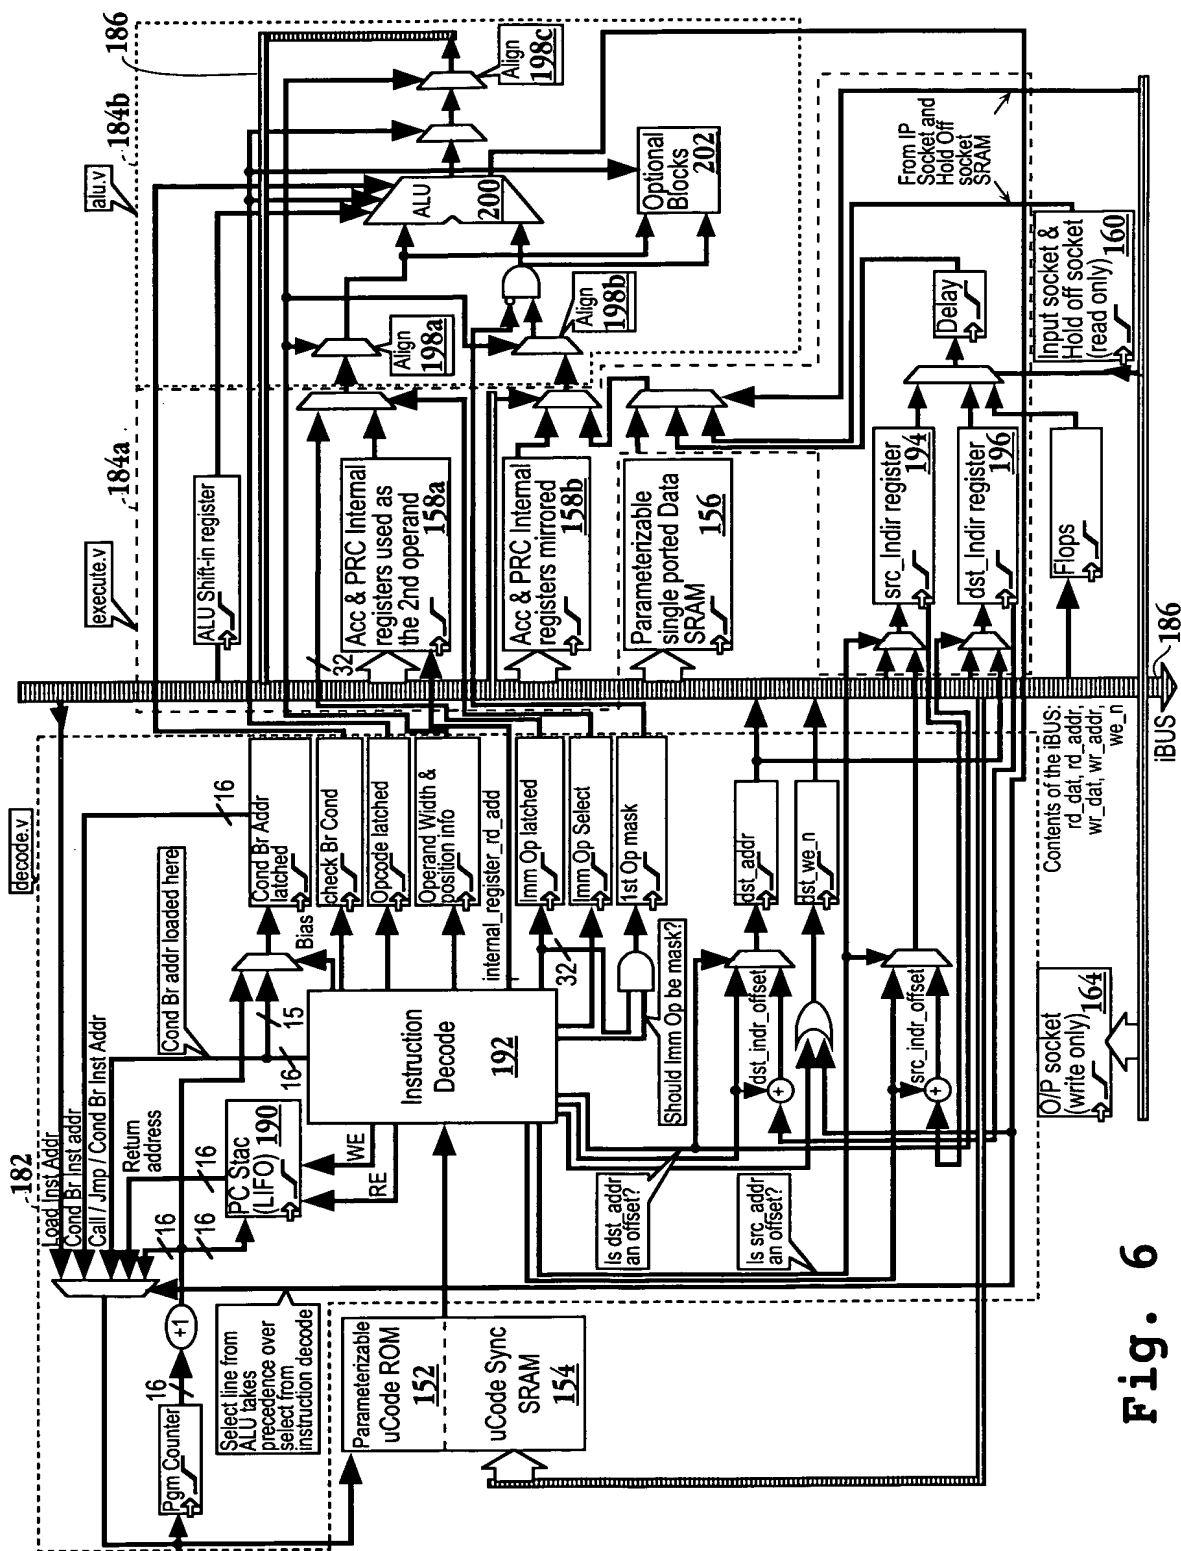 decode.v
182
Load Inst Addr
Cond Br Inst addr
Call / Jmp / Cond Br Inst Addr
Return
address
16
16
16
+1
16
Pgm Counter
Select line from
ALU takes
precedence over
select from
instruction decode
PC Stac
(LIFO) 190
WE
RE
Cond Br addr loaded here
16
15
16
Bias
Instruction
Decode
192
Parameterizable
uCode ROM
152
uCode Sync
SRAM
154
Cond Br Addr
latched
check Br Cond
Opcode latched
Operand Width &
position info
internal_register_rd_add
Imm Op latched
Imm Op Select
1st Op mask
32
Should Imm Op be mask?
dst_addr
dst_we_n
dst_indr_offset
+
src_indr_offset
+
Is dst_addr
an offset?
Is src_addr
an offset?
O/P socket
(write only)
164
Contents of the iBUS:
rd_dat, rd_addr,
wr_dat, wr_addr,
we_n
iBUS
186
execute.v
184a
ALU Shift-in register
32
Acc & PRC Internal
registers used as
the 2nd operand
158a
Acc & PRC Internal
registers mirrored
158b
Parameterizable
single ported Data
SRAM
156
src_Indir register
194
dst_Indir register
196
Flops
Delay
Input socket &
Hold off socket
(read only)
160
From IP
Socket and
Hold Off
socket
SRAM
alu.v
184b
186
Align
198a
Align
198b
Align
198c
ALU
200
Optional
Blocks
202
Fig. 6